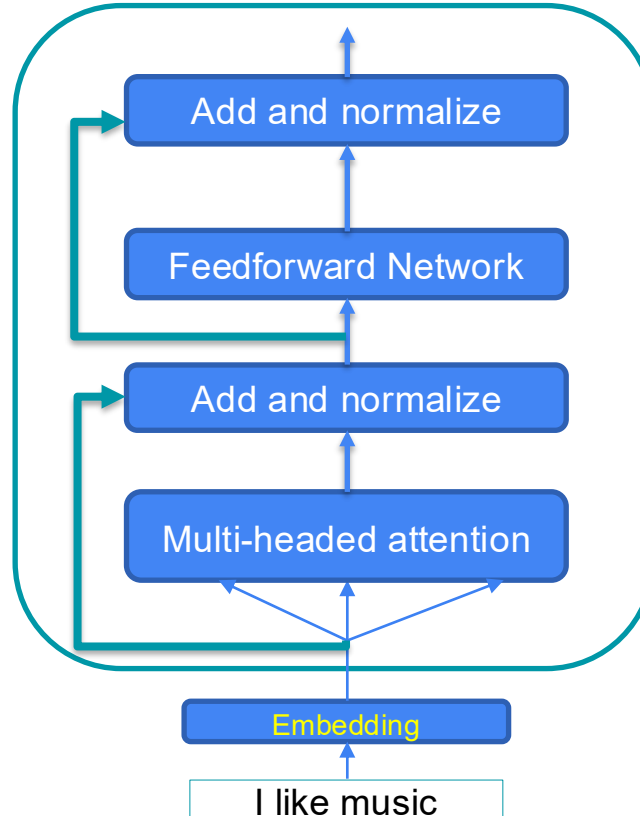 Add and normalize
Feedforward Network
Add and normalize
Multi-headed attention
Embedding
I like music